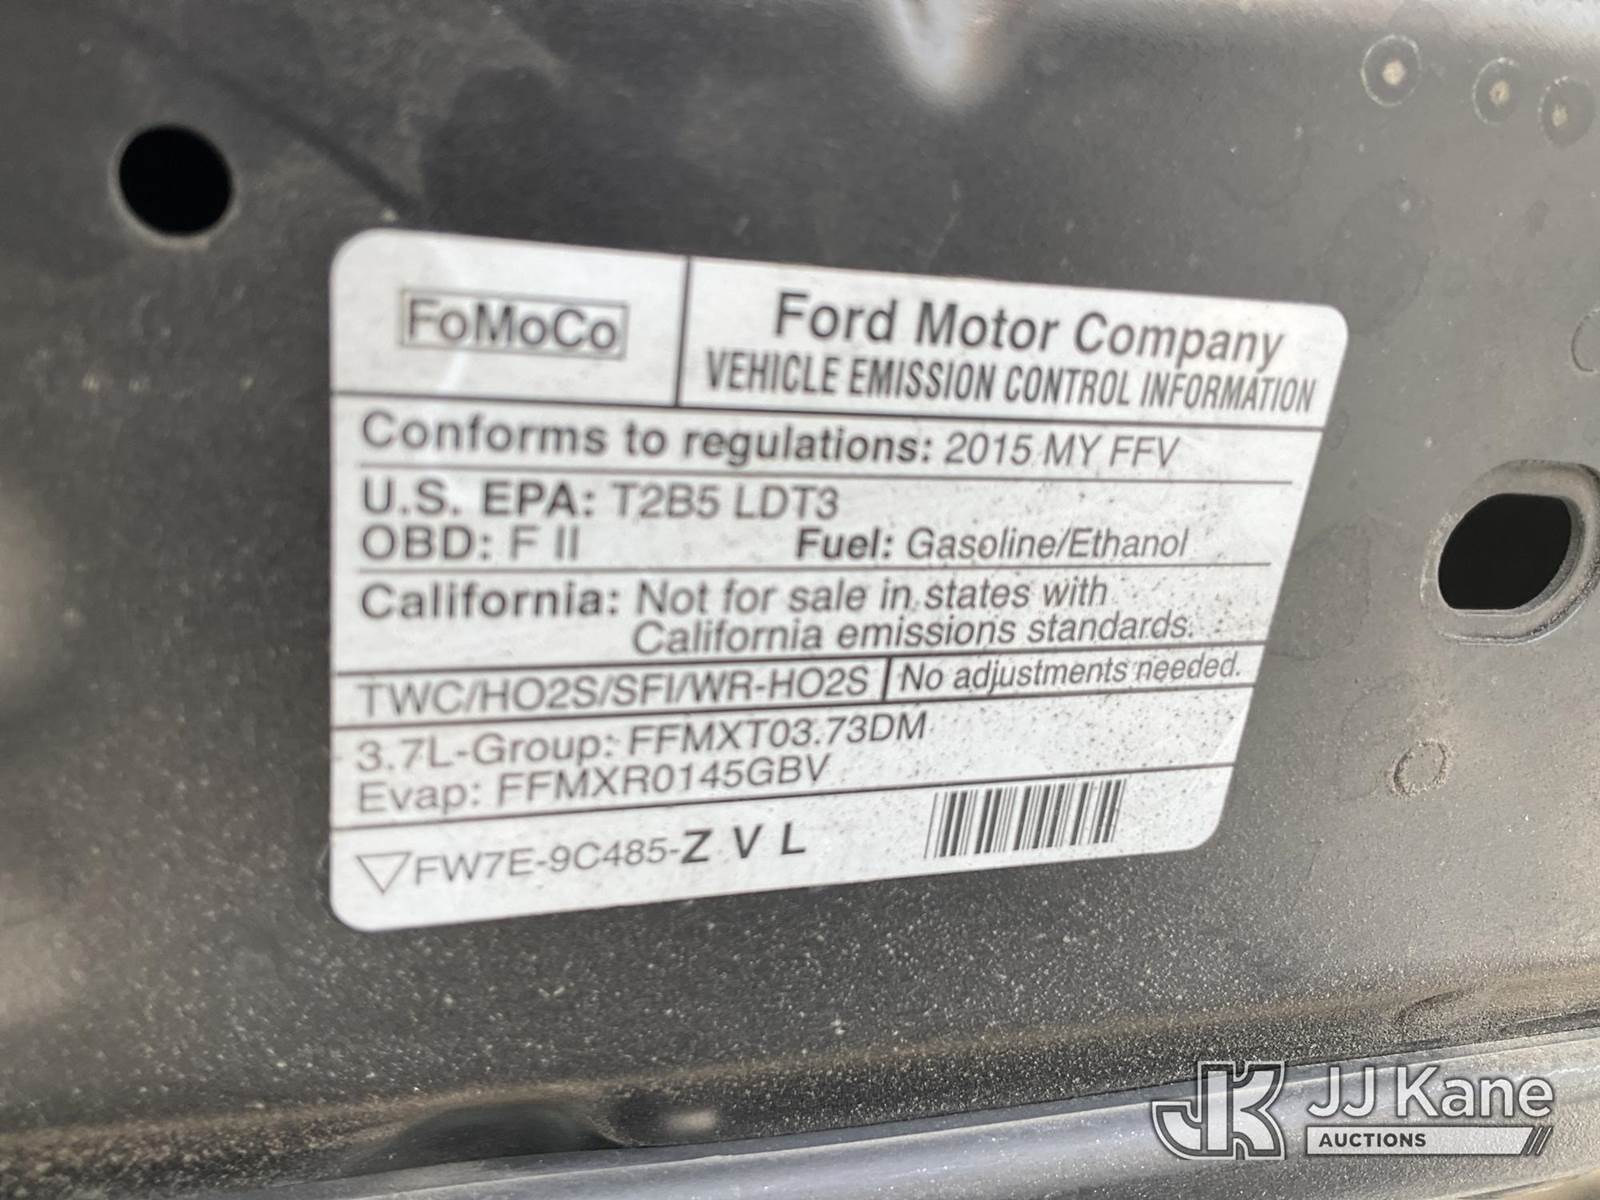 FoMoCo
Ford Motor Company
VEHICLE EMISSION CONTROL INFORMATION
Conforms to regulations: 2015 MY FFV
U.S. EPA: T2B5 LDT3
OBD: F II Fuel: Gasoline/Ethanol
California: Not for sale in states with
California emissions standards.
TWC/HO2S/SFI/WR-HO2S No adjustments needed.
3.7L-Group: FFMXT03.73DM
Evap: FFMXR0145GBV
FW7E-9C485-Z V L
JK JJ Kane
AUCTIONS